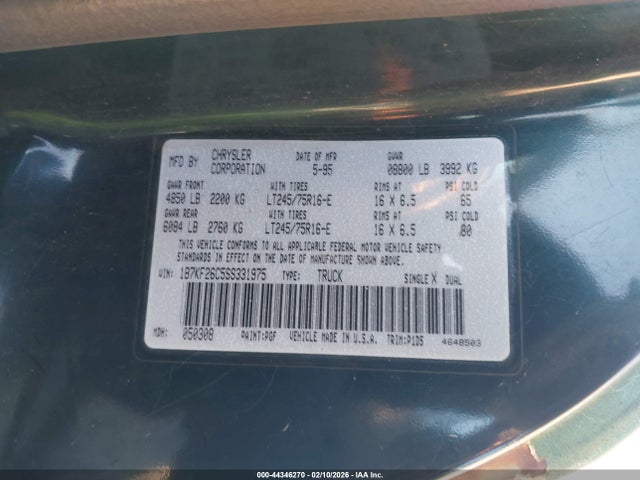 MFD BY CHRYSLER CORPORATION DATE OF MFR 5-95 GVWR 08800 LB 3992 KG
GAWR FRONT WITH TIRES RIMS AT PSI COLD
4850 LB 2200 KG LT245/75R16-E 16 X 6.5 65
GAWR REAR WITH TIRES RIMS AT PSI COLD
6084 LB 2760 KG LT245/75R16-E 16 X 6.5 80
THIS VEHICLE CONFORMS TO ALL APPLICABLE FEDERAL MOTOR VEHICLE SAFETY
STANDARDS IN EFFECT ON THE DATE OF MANUFACTURE SHOWN ABOVE.
VIN: 1B7KF26C5SS331975 TYPE: TRUCK SINGLE X DUAL
MDH: 050308 PAINT:PGF VEHICLE MADE IN U.S.A. TRIM:P1DS 4648503
000-44346270 - 02/10/2026 - IAA Inc.